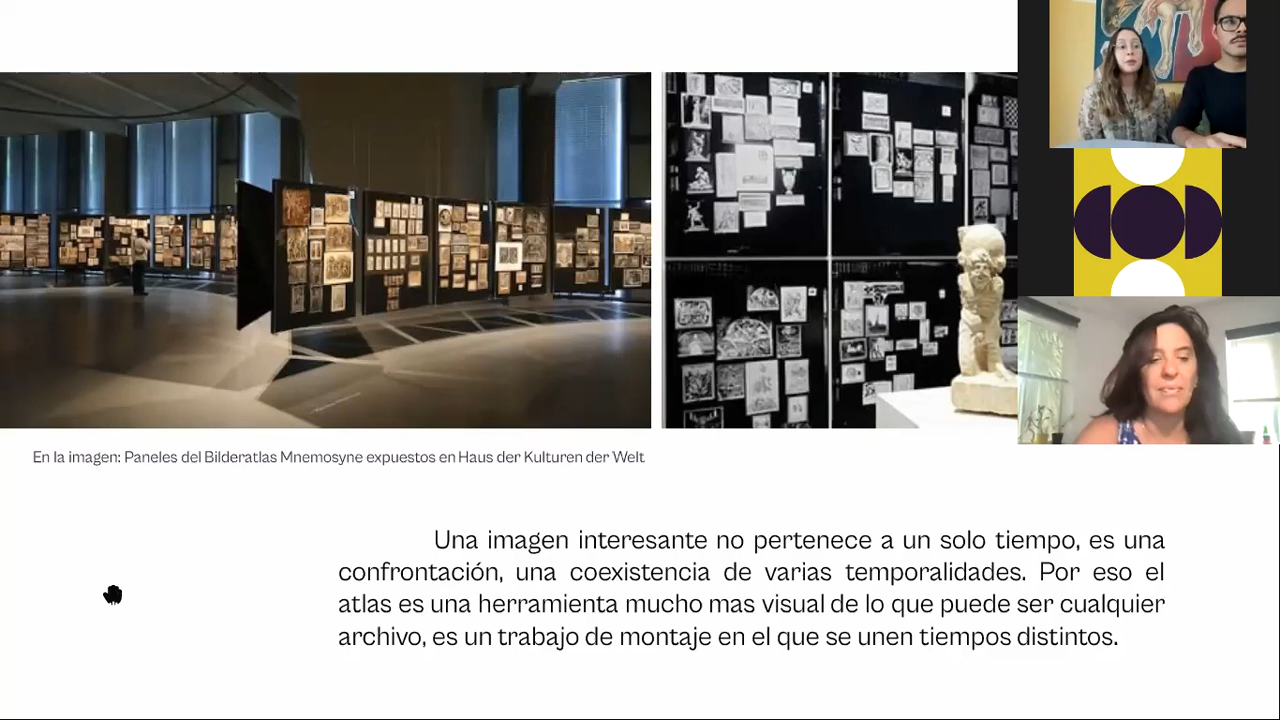 En la imagen: Paneles del Bilderatlas Mnemosyne expuestos en Haus der Kulturen der Welt
Una imagen interesante no pertenece a un solo tiempo, es una
confrontación, una coexistencia de varias temporalidades. Por eso el
atlas es una herramienta mucho mas visual de lo que puede ser cualquier
archivo, es un trabajo de montaje en el que se unen tiempos distintos.